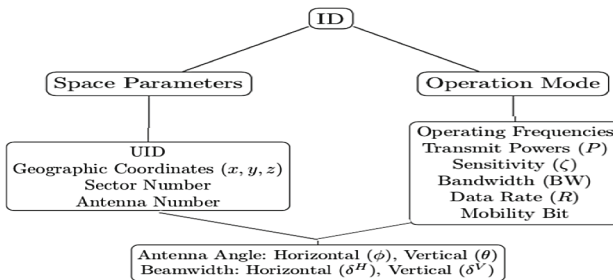 ID
Space Parameters
Operation Mode
UID
Geographic Coordinates (x, y, z)
Sector Number
Antenna Number
Operating Frequencies
Transmit Powers (P)
Sensitivity (ζ)
Bandwidth (BW)
Data Rate (R)
Mobility Bit
Antenna Angle: Horizontal (ϕ), Vertical (θ)
Beamwidth: Horizontal (δ^H), Vertical (δ^V)